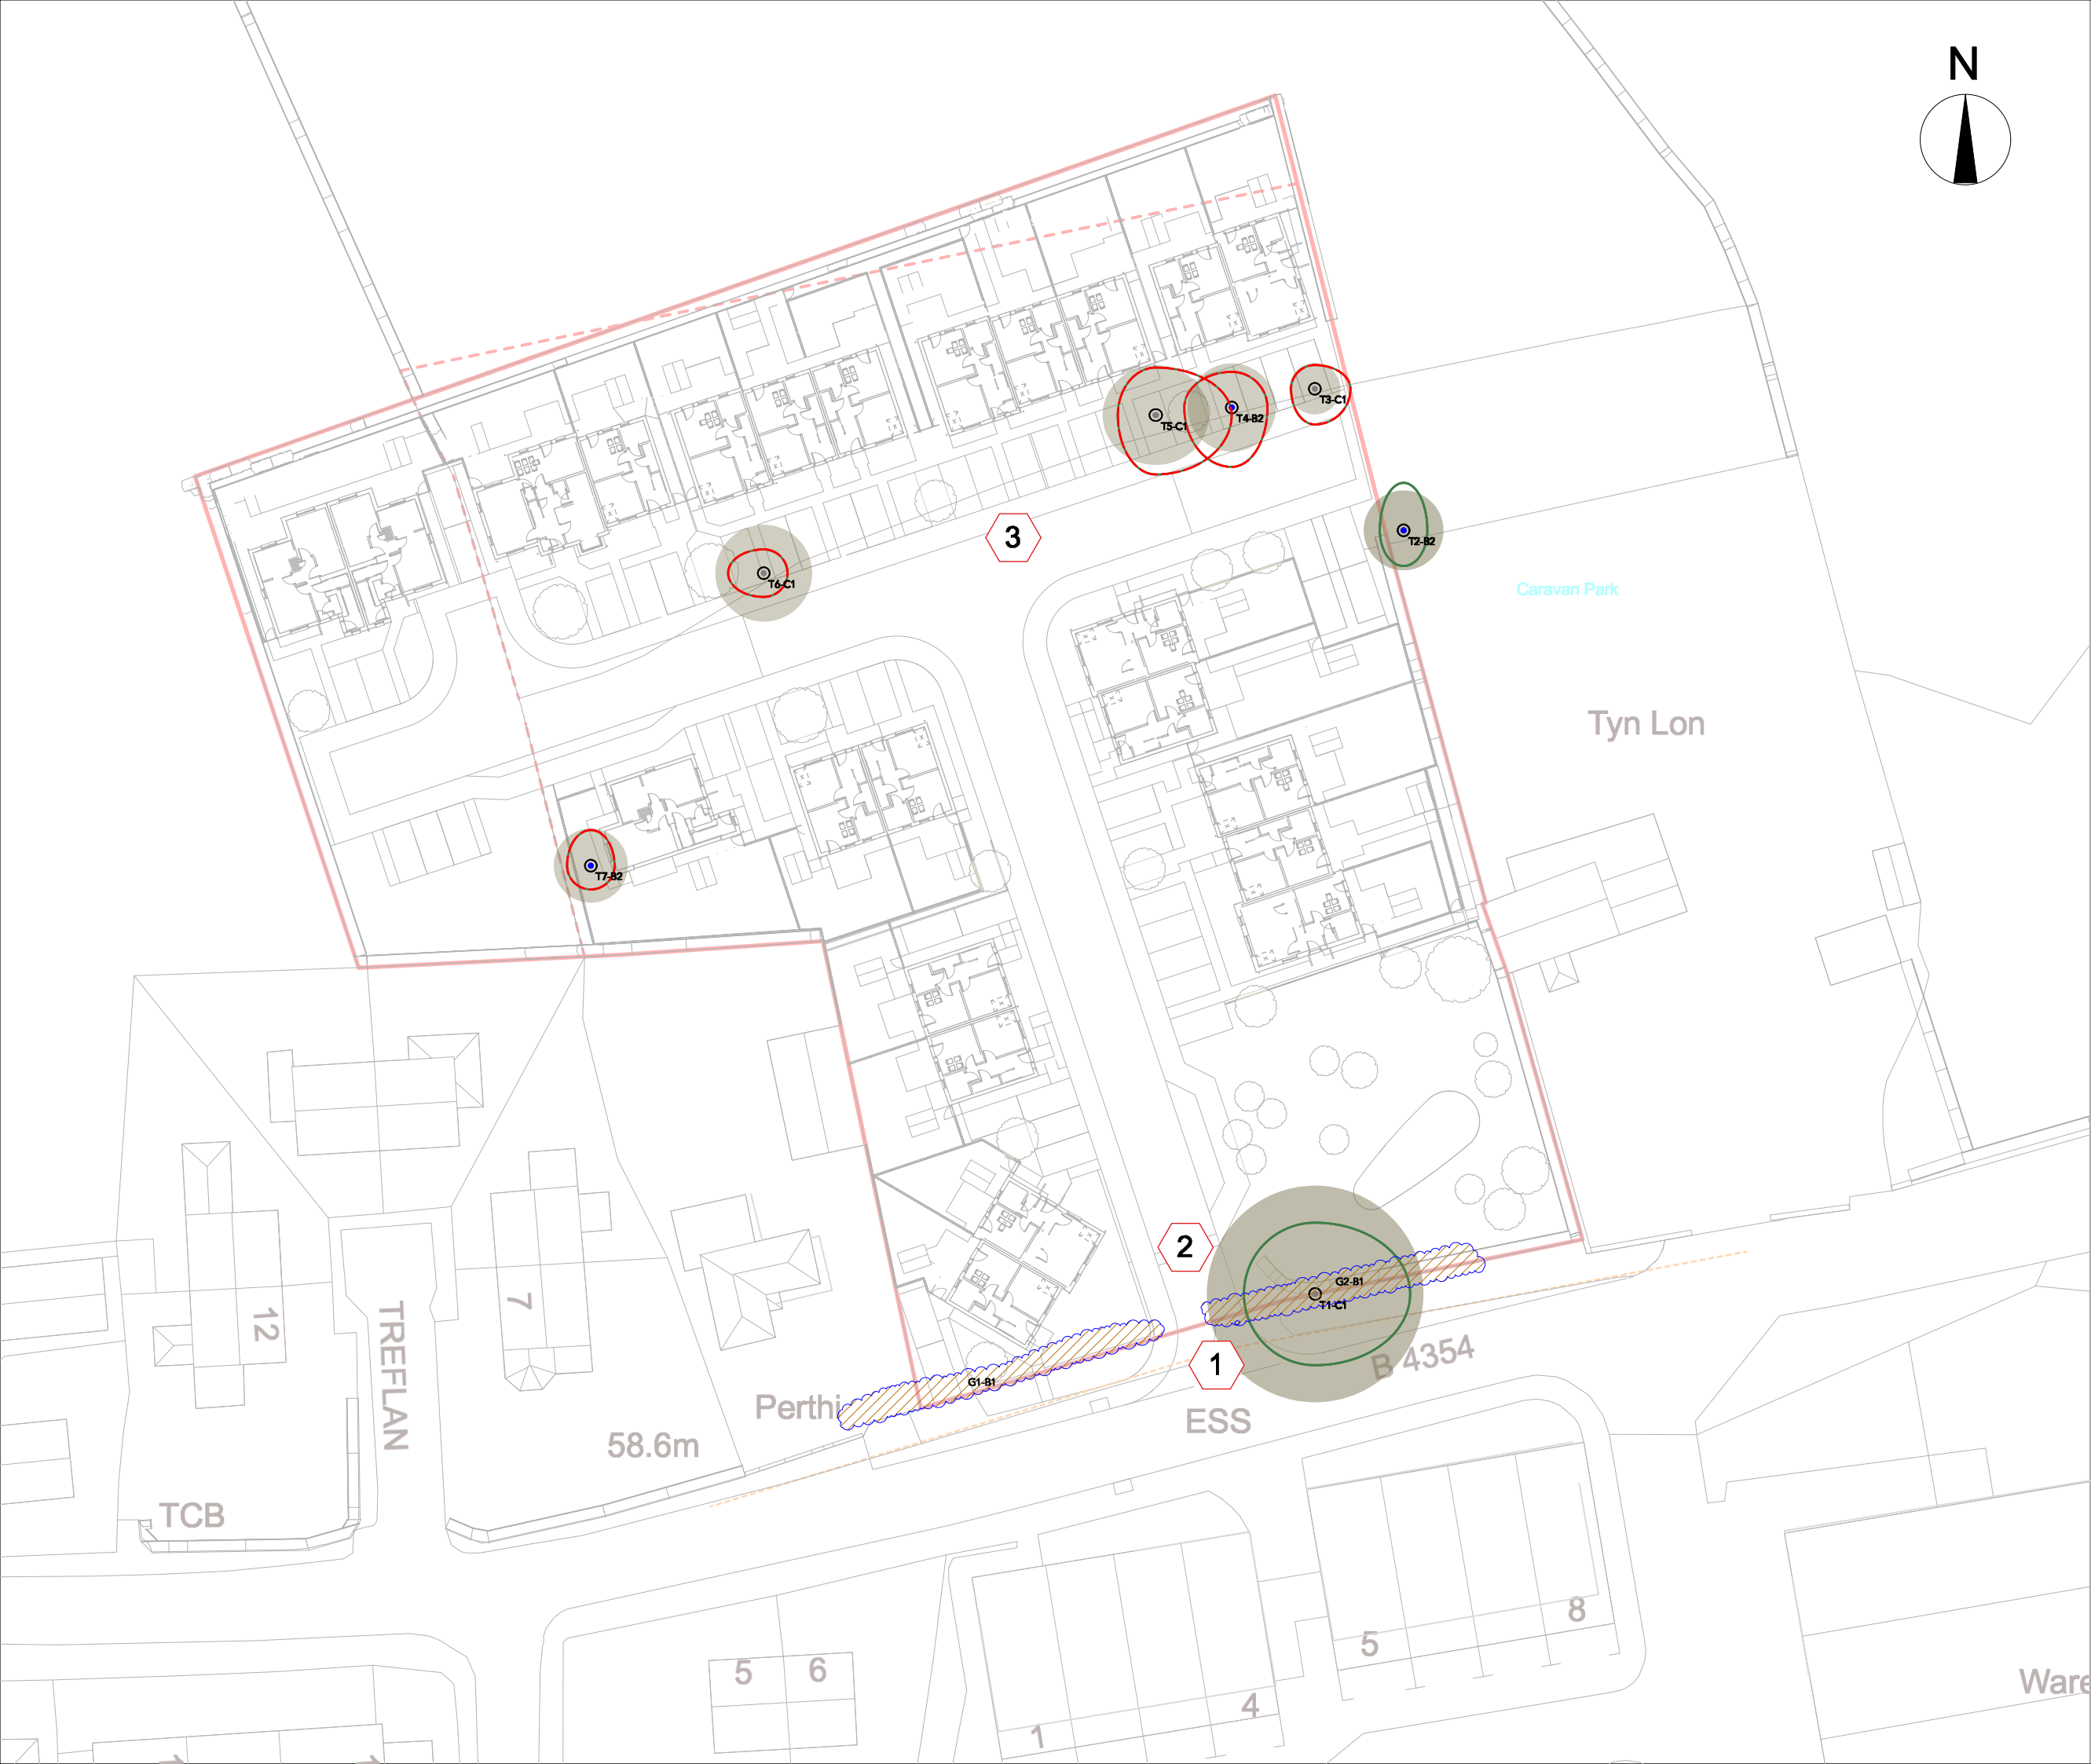 N
T3-C1
T4-B2
T5-C1
3
T2-B2
T6-C1
Caravan Park
Tyn Lon
T7-B2
2
G2-B1
T1-C1
12
7
TREFLAN
1
B 4354
G1-B1
Perthi
ESS
58.6m
TCB
8
5
5
6
4
1
Ware